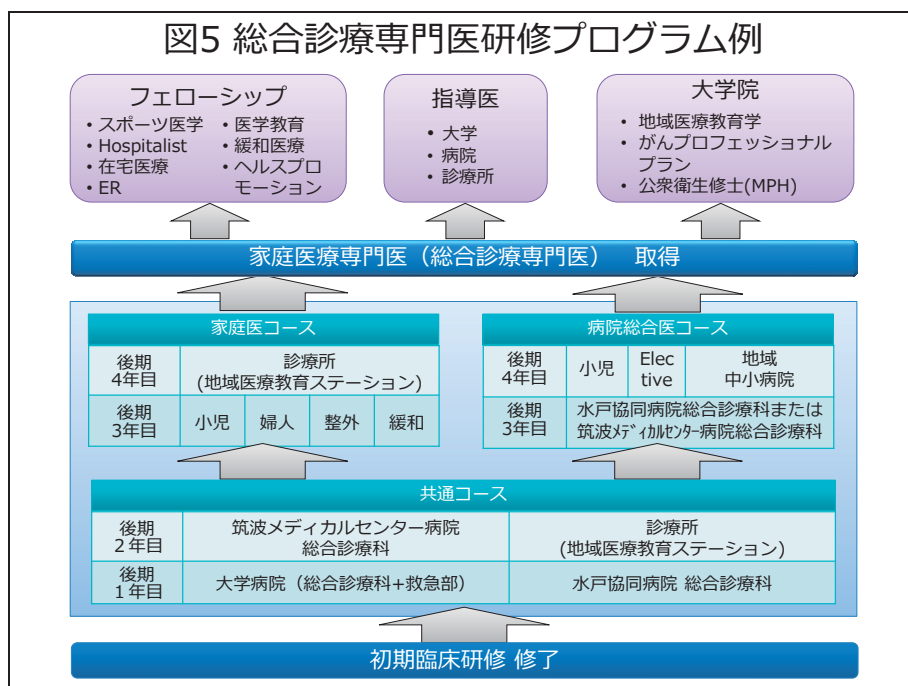 図5 総合診療専門医研修プログラム例
フェローシップ
• スポーツ医学
• Hospitalist
• 在宅医療
• ER
• 医学教育
• 緩和医療
• ヘルスプロ
モーション
指導医
• 大学
• 病院
• 診療所
大学院
• 地域医療教育学
• がんプロフェッショナル
プラン
• 公衆衛生修士(MPH)
家庭医療専門医（総合診療専門医） 取得
家庭医コース
後期
4年目
診療所
(地域医療教育ステーション)
後期
3年目
小児
婦人
整外
緩和
病院総合医コース
後期
4年目
小児
Elec
tive
地域
中小病院
後期
3年目
水戸協同病院総合診療科または
筑波ﾒﾃﾞｨｶﾙｾﾝﾀｰ病院総合診療科
共通コース
後期
２年目
筑波メディカルセンター病院
総合診療科
診療所
(地域医療教育ステーション)
後期
１年目
大学病院（総合診療科+救急部）
水戸協同病院 総合診療科
初期臨床研修 修了